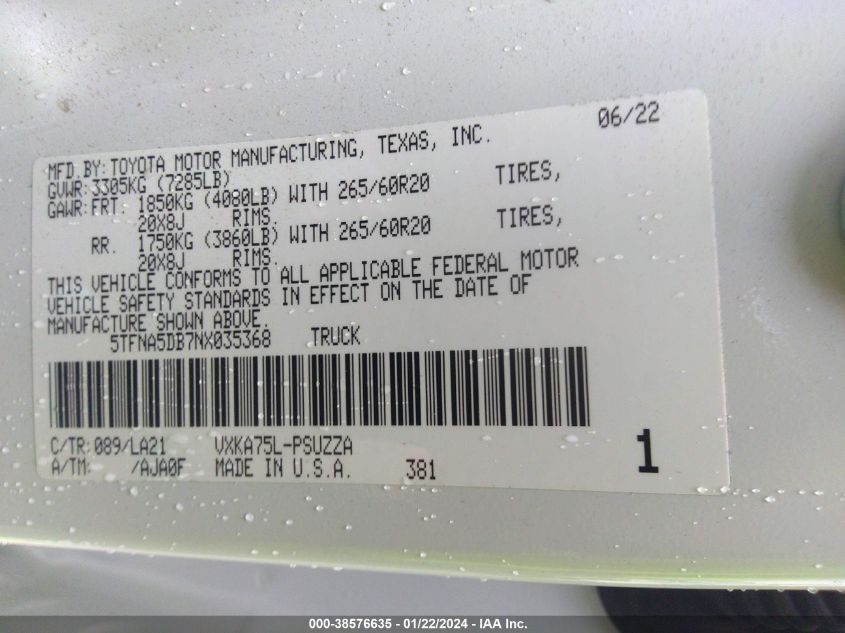 06/22
MFD.BY:TOYOTA MOTOR MANUFACTURING, TEXAS, INC.
GVWR:3305KG (7285LB)
GAWR:FRT: 1850KG (4080LB) WITH 265/60R20 TIRES,
20X8J RIMS.
RR. 1750KG (3860LB) WITH 265/60R20 TIRES,
20X8J RIMS.
THIS VEHICLE CONFORMS TO ALL APPLICABLE FEDERAL MOTOR
VEHICLE SAFETY STANDARDS IN EFFECT ON THE DATE OF
MANUFACTURE SHOWN ABOVE.
5TFNA5DB7NX035368 TRUCK
C/TR:089/LA21 VXKA75L-PSUZZA
A/TM: /AJA0F MADE IN U.S.A. 381
1
000-38576635 - 01/22/2024 - IAA Inc.